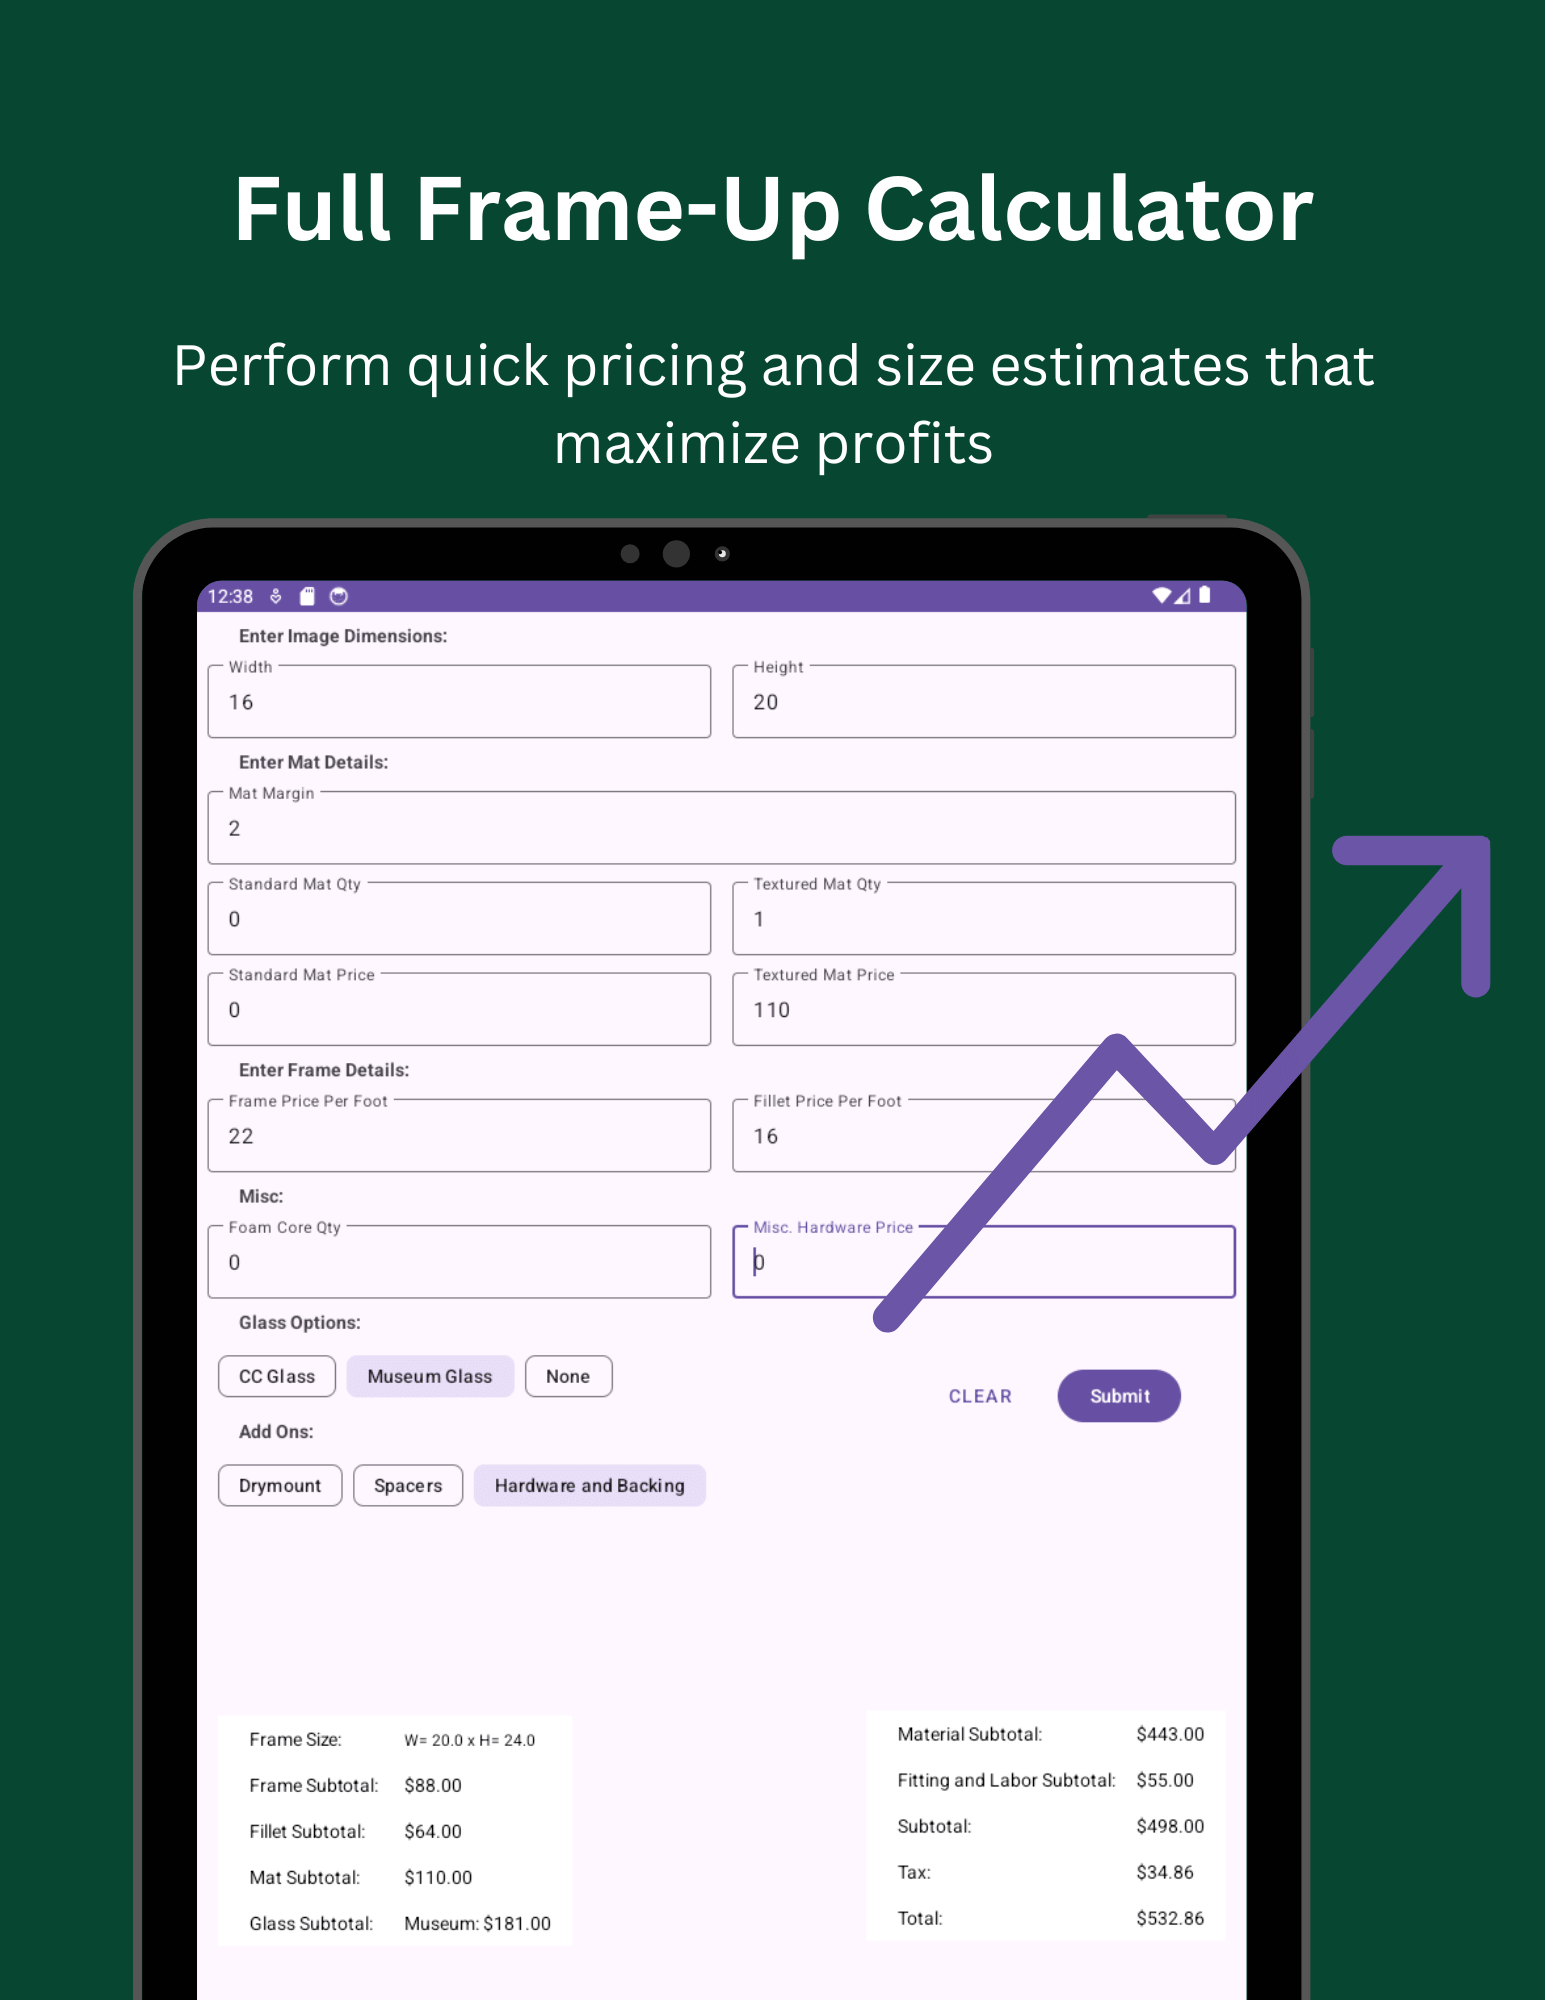 Full Frame-Up Calculator
Perform quick pricing and size estimates that
maximize profits
12:38
Enter Image Dimensions:
Width
Height
16
20
Enter Mat Details:
Mat Margin
2
Standard Mat Qty
Textured Mat Qty
0
1
Standard Mat Price
Textured Mat Price
0
110
Enter Frame Details:
Frame Price Per Foot
Fillet Price Per Foot
22
16
Misc:
Foam Core Qty
Misc. Hardware Price
0
0
Glass Options:
CC Glass
Museum Glass
None
CLEAR
Submit
Add Ons:
Drymount
Spacers
Hardware and Backing
Frame Size: W= 20.0 x H= 24.0
Frame Subtotal: $88.00
Fillet Subtotal: $64.00
Mat Subtotal: $110.00
Glass Subtotal: Museum: $181.00
Material Subtotal: $443.00
Fitting and Labor Subtotal: $55.00
Subtotal: $498.00
Tax: $34.86
Total: $532.86